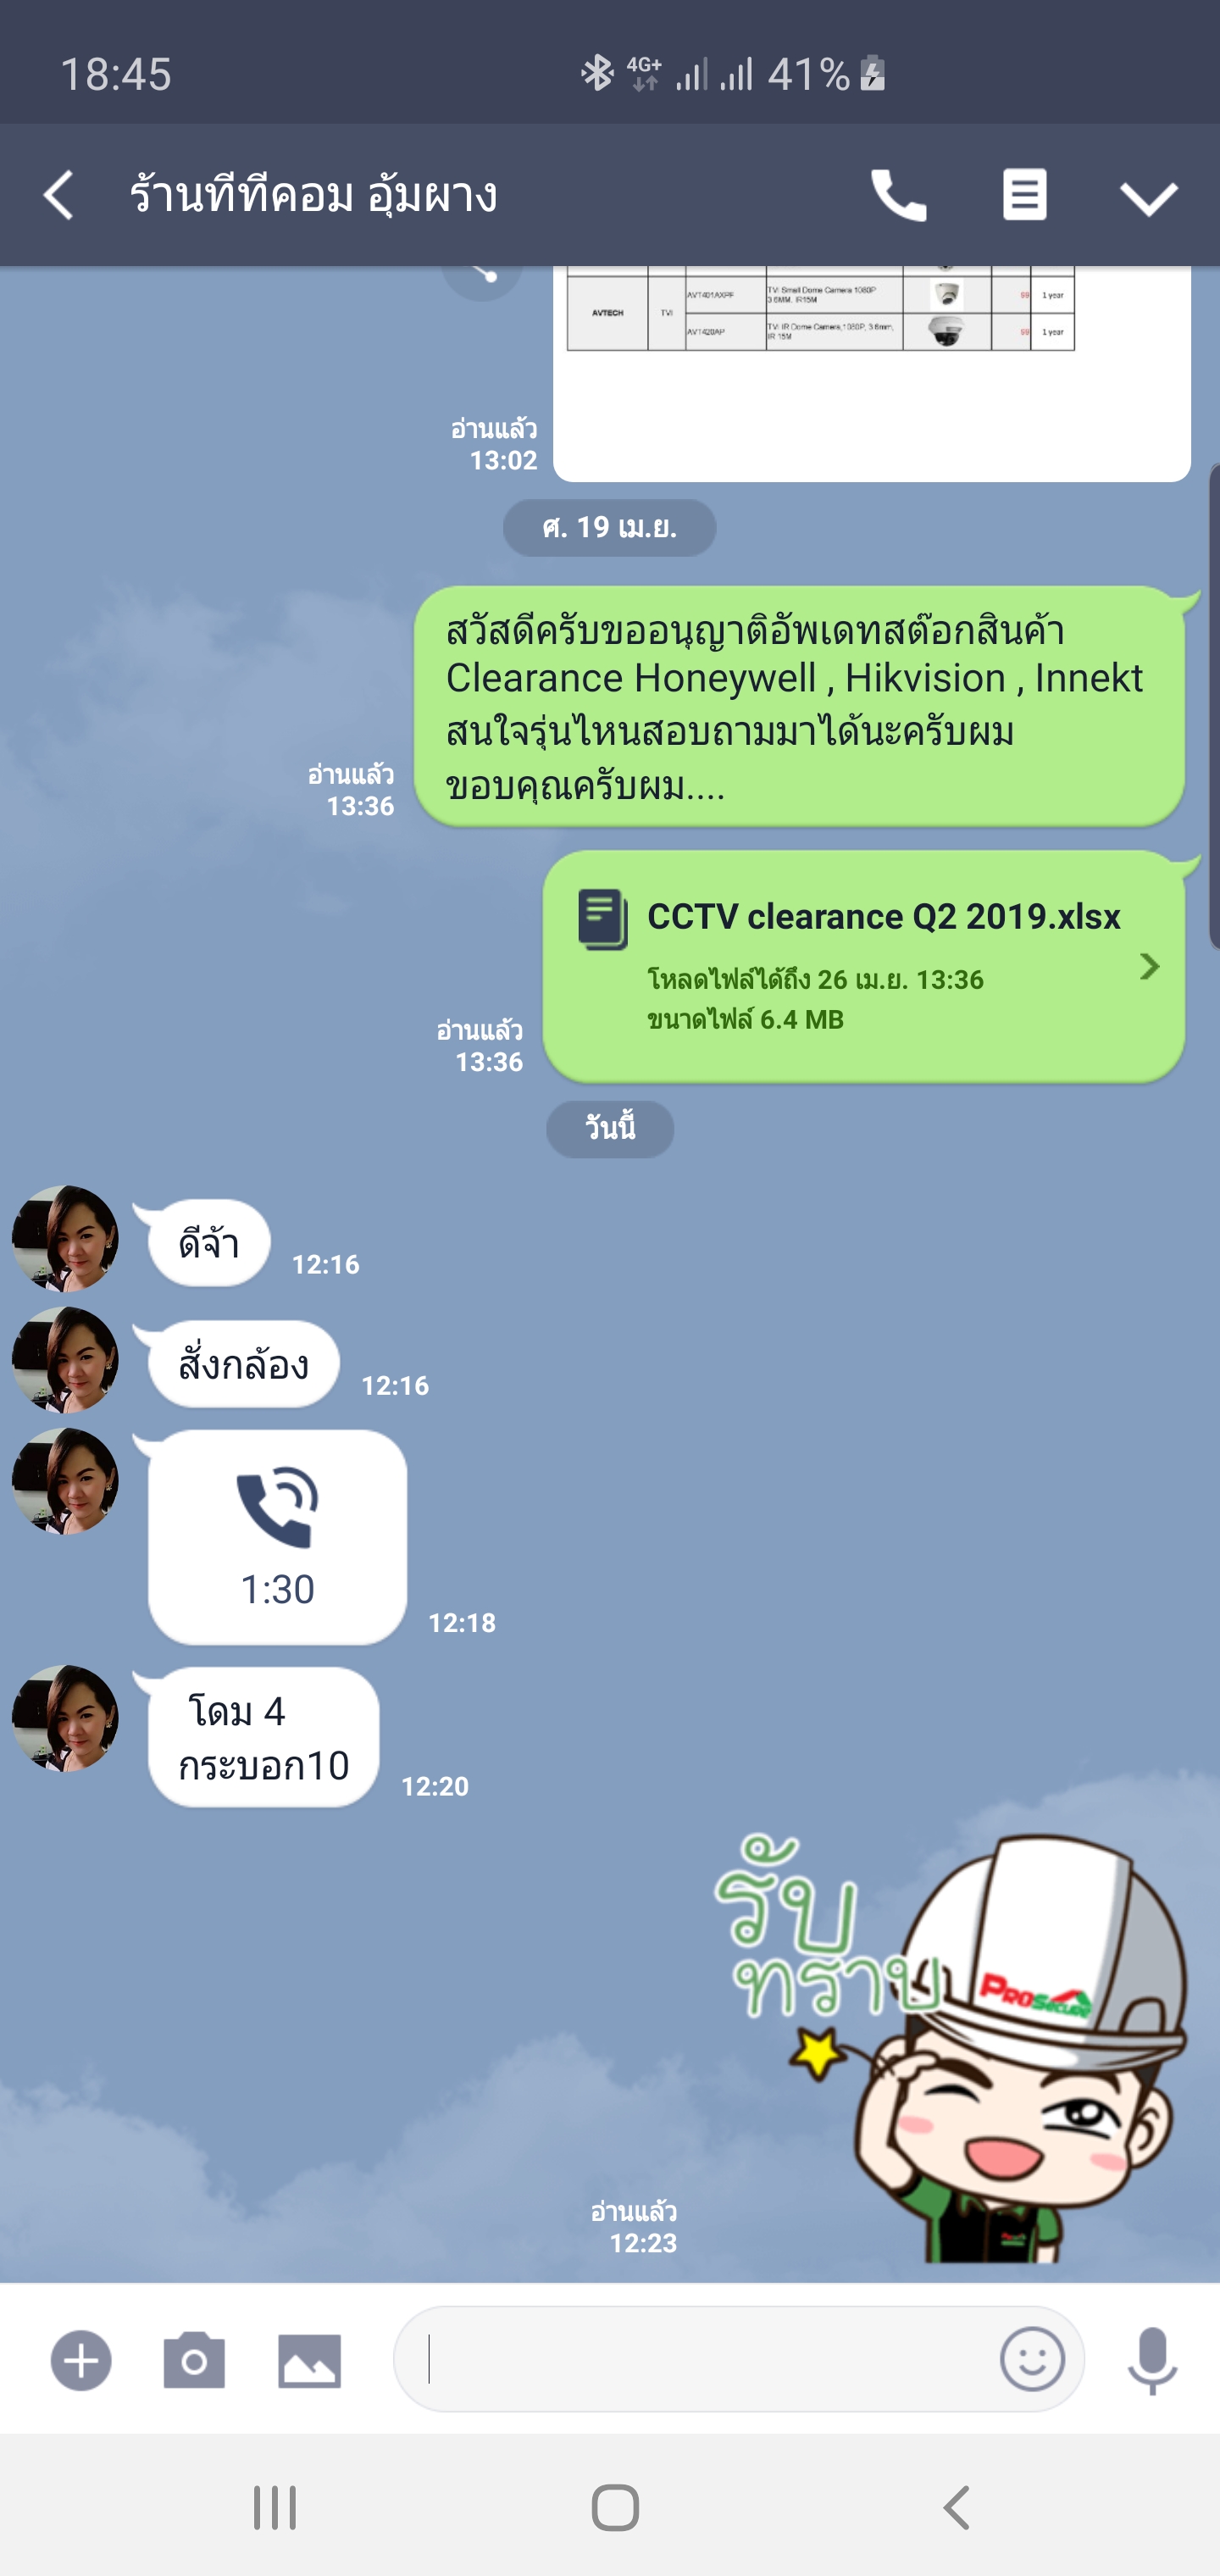 18:45
4G+
41%
ร้านทีทีคอม อุ้มผาง
AVTECH
TVI
AVT401AXPF
TVI Small Dome Camera 1080P
3.6MM, IR15M
1 year
AVT420AP
TVI IR Dome Camera,1080P, 3.6mm,
IR 15M
1 year
อ่านแล้ว
13:02
ศ. 19 เม.ย.
สวัสดีครับขออนุญาติอัพเดทสต๊อกสินค้า
Clearance Honeywell , Hikvision , Innekt
สนใจรุ่นไหนสอบถามมาได้นะครับผม
ขอบคุณครับผม....
อ่านแล้ว
13:36
CCTV clearance Q2 2019.xlsx
โหลดไฟล์ได้ถึง 26 เม.ย. 13:36
ขนาดไฟล์ 6.4 MB
อ่านแล้ว
13:36
วันนี้
ดีจ้า
12:16
สั่งกล้อง
12:16
1:30
12:18
โดม 4
กระบอก10
12:20
รับ
ทราบ
PROSECURE
อ่านแล้ว
12:23